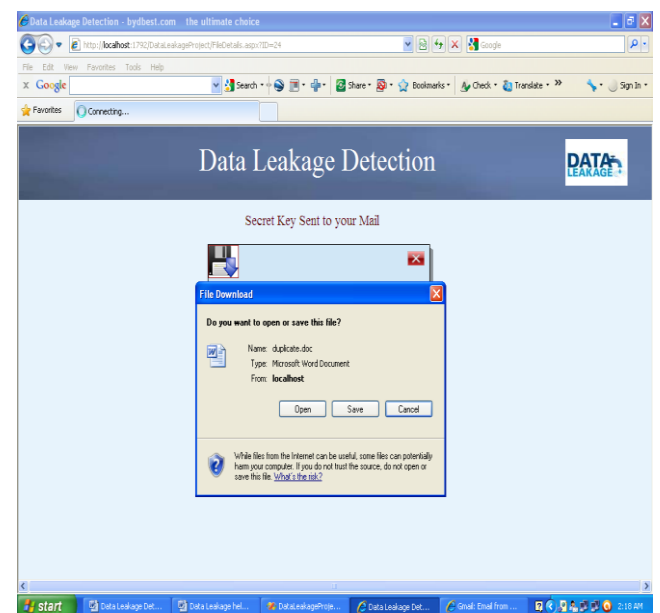 Data Leakage Detection - bydbest.com the ultimate choice
http://localhost:1792/DataLeakageProject/FileDetails.aspx?ID=24
Google
File Edit View Favorites Tools Help
x Google
Search
Share
Bookmarks
Check
Translate
»
Sign In
Favorites
Connecting...
Data Leakage Detection
DATA
LEAKAGE
Secret Key Sent to your Mail
File Download
Do you want to open or save this file?
Name: duplicate.doc
Type: Microsoft Word Document
From: localhost
Open Save Cancel
While files from the Internet can be useful, some files can potentially
harm your computer. If you do not trust the source, do not open or
save this file. What's the risk?
start
Data Leakage Det...
Data Leakage hel...
DataLeakageProje...
Data Leakage Det...
Gmail: Email from ...
2:18 AM